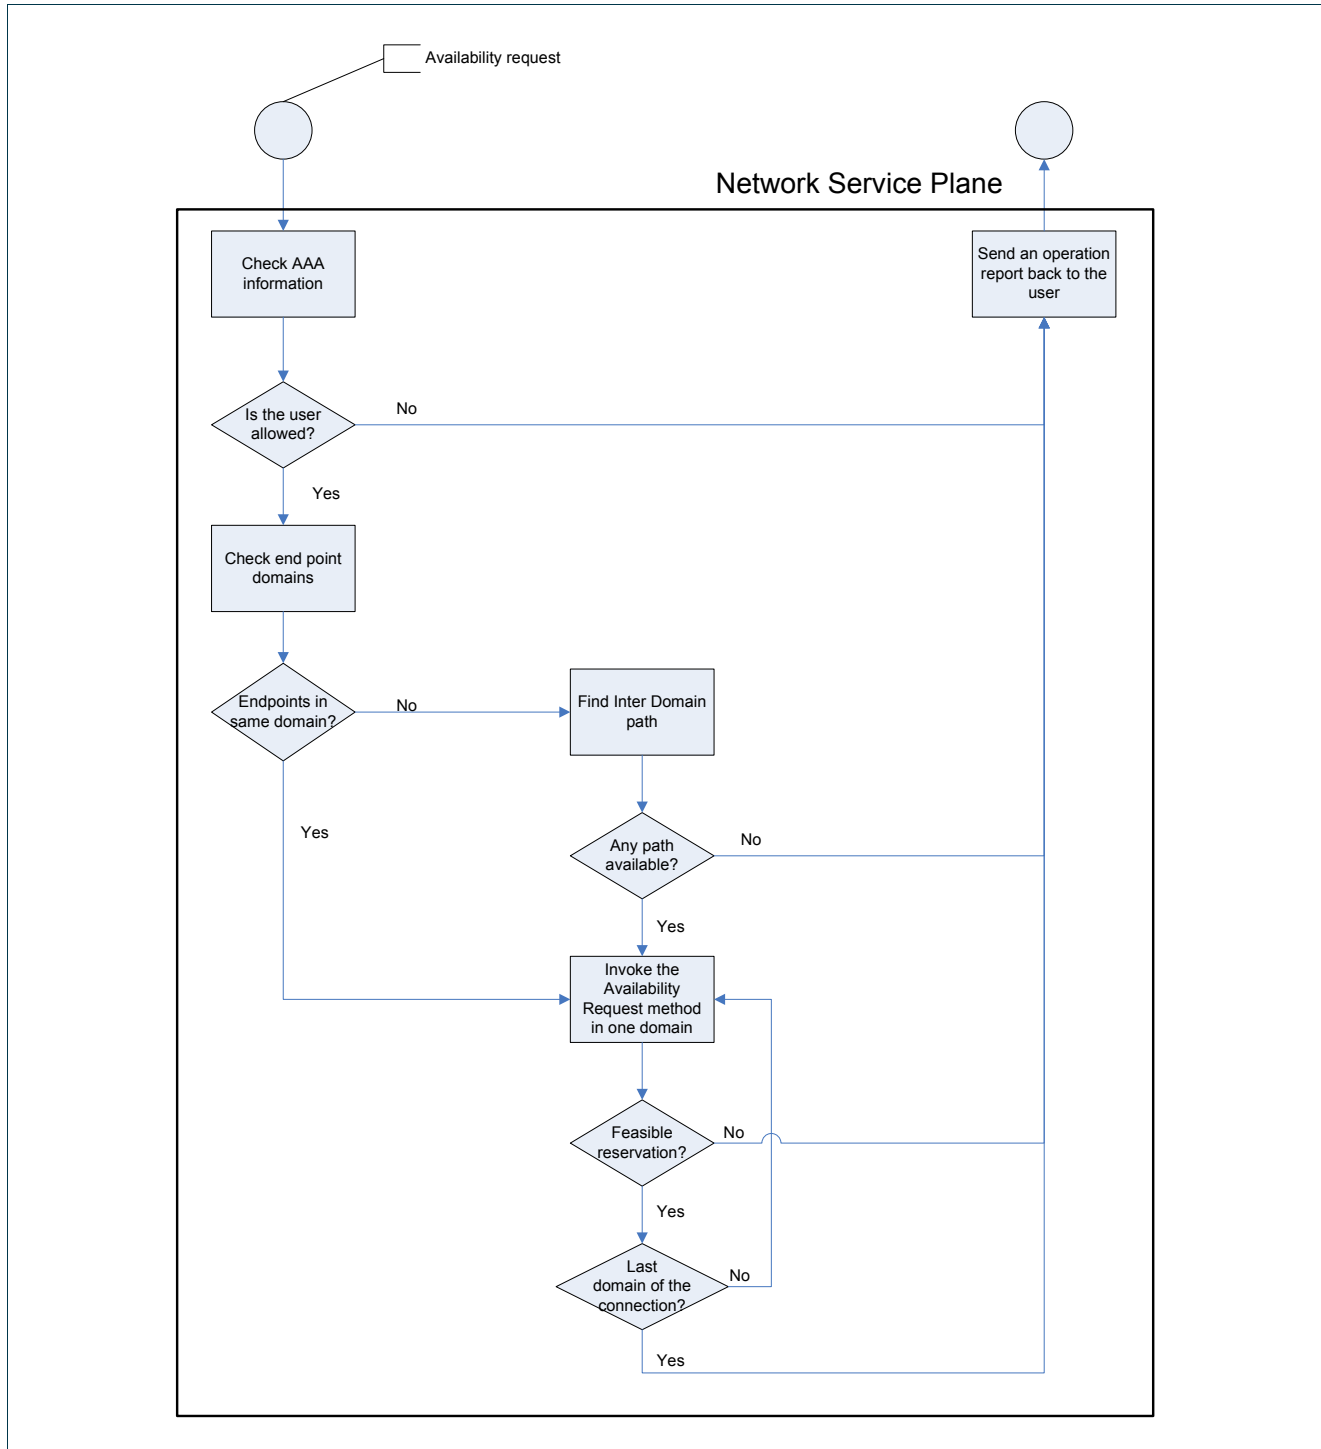 Availability request
Network Service Plane
Check AAA
information
Send an operation
report back to the
user
Is the user
allowed?
No
Yes
Check end point
domains
Endpoints in
same domain?
No
Find Inter Domain
path
Yes
Any path
available?
No
Yes
Invoke the
Availability
Request method
in one domain
Feasible
reservation?
No
Yes
Last
domain of the
connection?
No
Yes